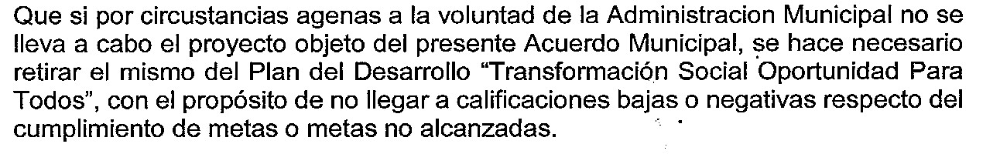 Que si por circustancias agenas a la voluntad de la Administracion Municipal no se
lleva a cabo el proyecto objeto del presente Acuerdo Municipal, se hace necesario
retirar el mismo del Plan del Desarrollo “Transformación Social Oportunidad Para
Todos”, con el propósito de no llegar a calificaciones bajas o negativas respecto del
cumplimiento de metas o metas no alcanzadas.